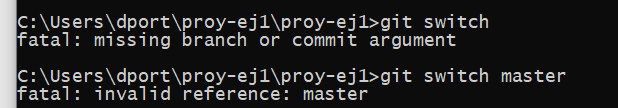 C:\Users\dport\proy-ej1\proy-ej1>git switch
fatal: missing branch or commit argument
C:\Users\dport\proy-ej1\proy-ej1>git switch master
fatal: invalid reference: master